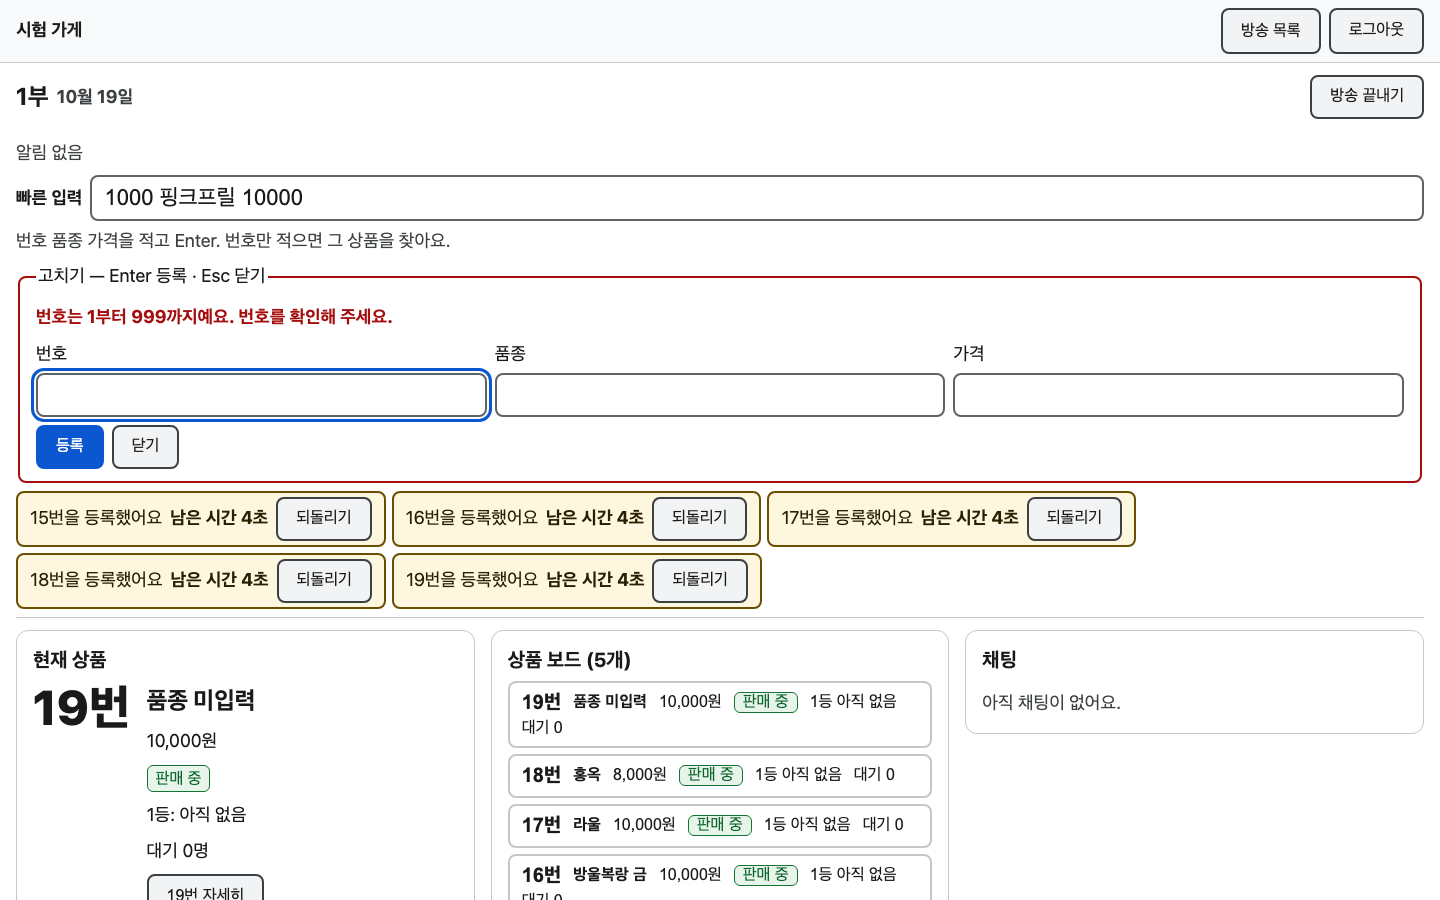 시험 가게
방송 목록
로그아웃
1부 10월 19일
방송 끝내기
알림 없음
빠른 입력
1000 핑크프릴 10000
번호 품종 가격을 적고 Enter. 번호만 적으면 그 상품을 찾아요.
고치기 — Enter 등록 · Esc 닫기
번호는 1부터 999까지예요. 번호를 확인해 주세요.
번호
품종
가격
등록
닫기
15번을 등록했어요 남은 시간 4초 되돌리기
16번을 등록했어요 남은 시간 4초 되돌리기
17번을 등록했어요 남은 시간 4초 되돌리기
18번을 등록했어요 남은 시간 4초 되돌리기
19번을 등록했어요 남은 시간 4초 되돌리기
현재 상품
19번
품종 미입력
10,000원
판매 중
1등: 아직 없음
대기 0명
19번 자세히
상품 보드 (5개)
19번 품종 미입력 10,000원 판매 중 1등 아직 없음
대기 0
18번 홍옥 8,000원 판매 중 1등 아직 없음 대기 0
17번 라울 10,000원 판매 중 1등 아직 없음 대기 0
16번 방울복랑 금 10,000원 판매 중 1등 아직 없음
대기 0
채팅
아직 채팅이 없어요.